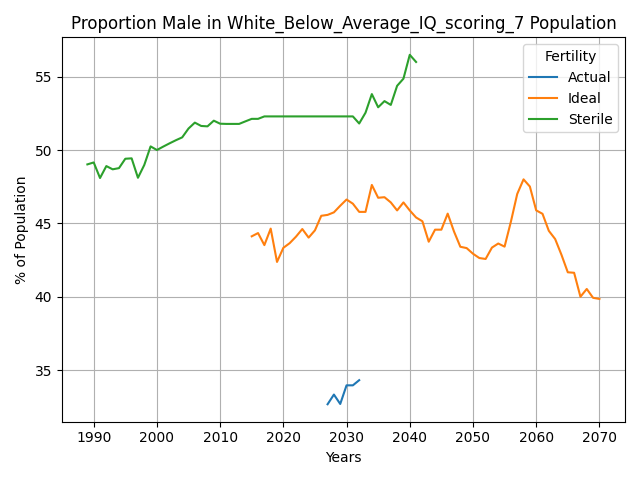 Proportion Male in White_Below_Average_IQ_scoring_7 Population
Fertility
Actual
Ideal
Sterile
% of Population
55
50
45
40
35
1990 2000 2010 2020 2030 2040 2050 2060 2070
Years